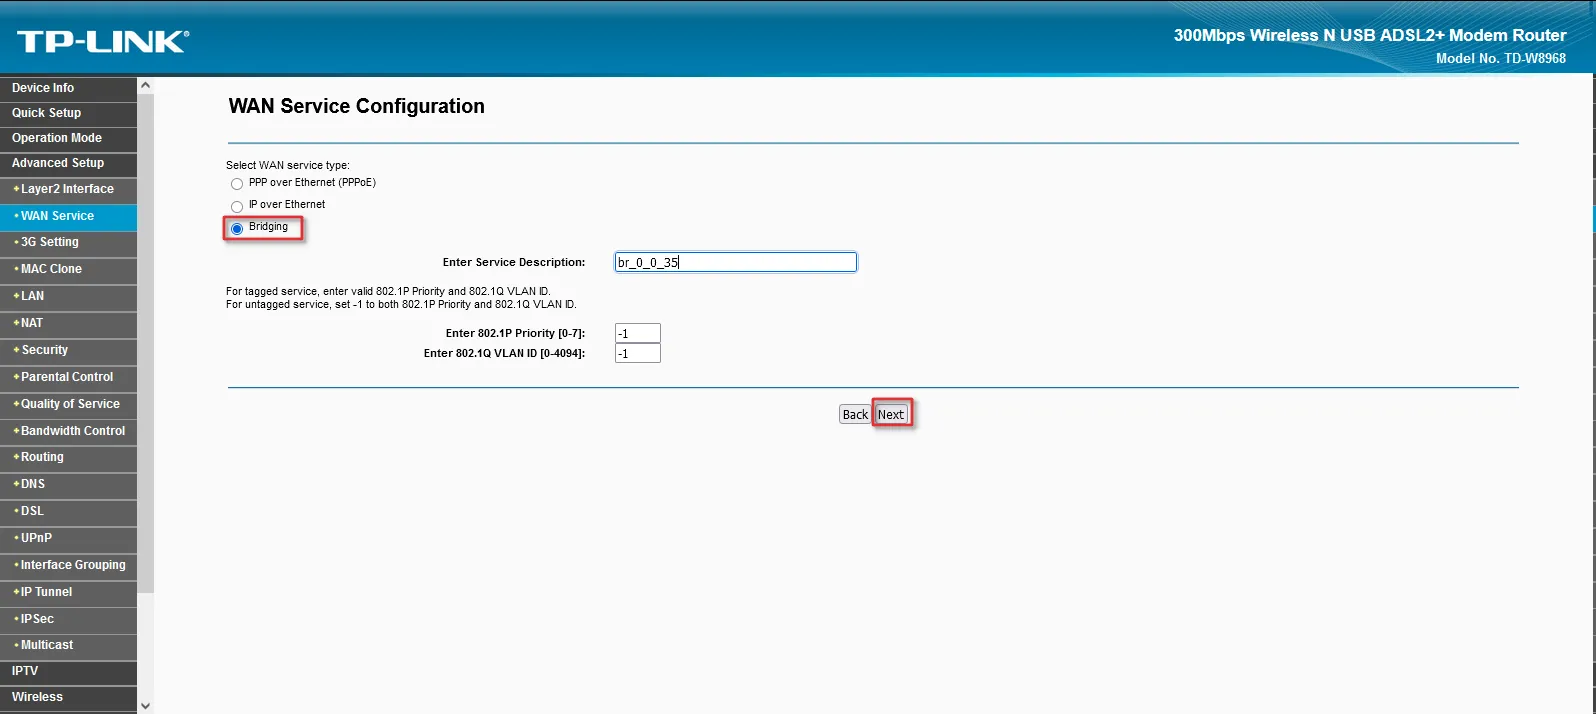 TP-LINK®
300Mbps Wireless N USB ADSL2+ Modem Router
Model No. TD-W8968
Device Info
Quick Setup
Operation Mode
Advanced Setup
+Layer2 Interface
•WAN Service
•3G Setting
•MAC Clone
+LAN
+NAT
+Security
+Parental Control
+Quality of Service
+Bandwidth Control
+Routing
+DNS
•DSL
•UPnP
•Interface Grouping
+IP Tunnel
•IPSec
•Multicast
IPTV
Wireless
WAN Service Configuration
Select WAN service type:
PPP over Ethernet (PPPoE)
IP over Ethernet
Bridging
Enter Service Description: br_0_0_35
For tagged service, enter valid 802.1P Priority and 802.1Q VLAN ID.
For untagged service, set -1 to both 802.1P Priority and 802.1Q VLAN ID.
Enter 802.1P Priority [0-7]: -1
Enter 802.1Q VLAN ID [0-4094]: -1
Back Next